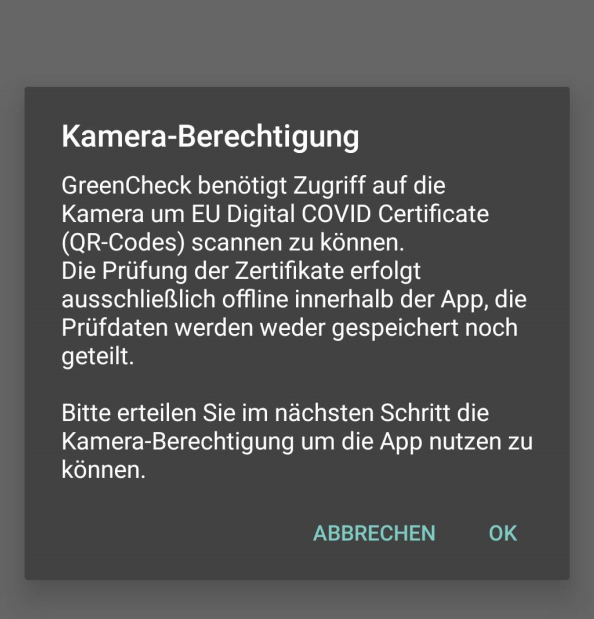 Kamera-Berechtigung
GreenCheck benötigt Zugriff auf die
Kamera um EU Digital COVID Certificate
(QR-Codes) scannen zu können.
Die Prüfung der Zertifikate erfolgt
ausschließlich offline innerhalb der App, die
Prüfdaten werden weder gespeichert noch
geteilt.
Bitte erteilen Sie im nächsten Schritt die
Kamera-Berechtigung um die App nutzen zu
können.
ABBRECHEN OK